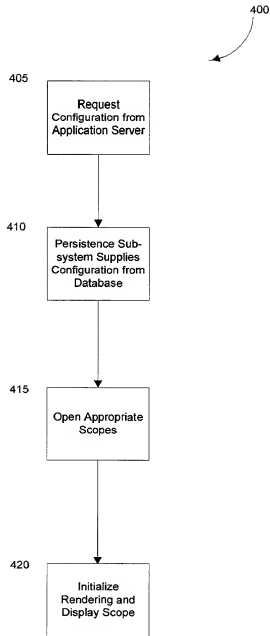 400
405
Request
Configuration from
Application Server
410
Persistence Sub-
system Supplies
Configuration from
Database
415
Open Appropriate
Scopes
420
Initialize
Rendering and
Display Scope